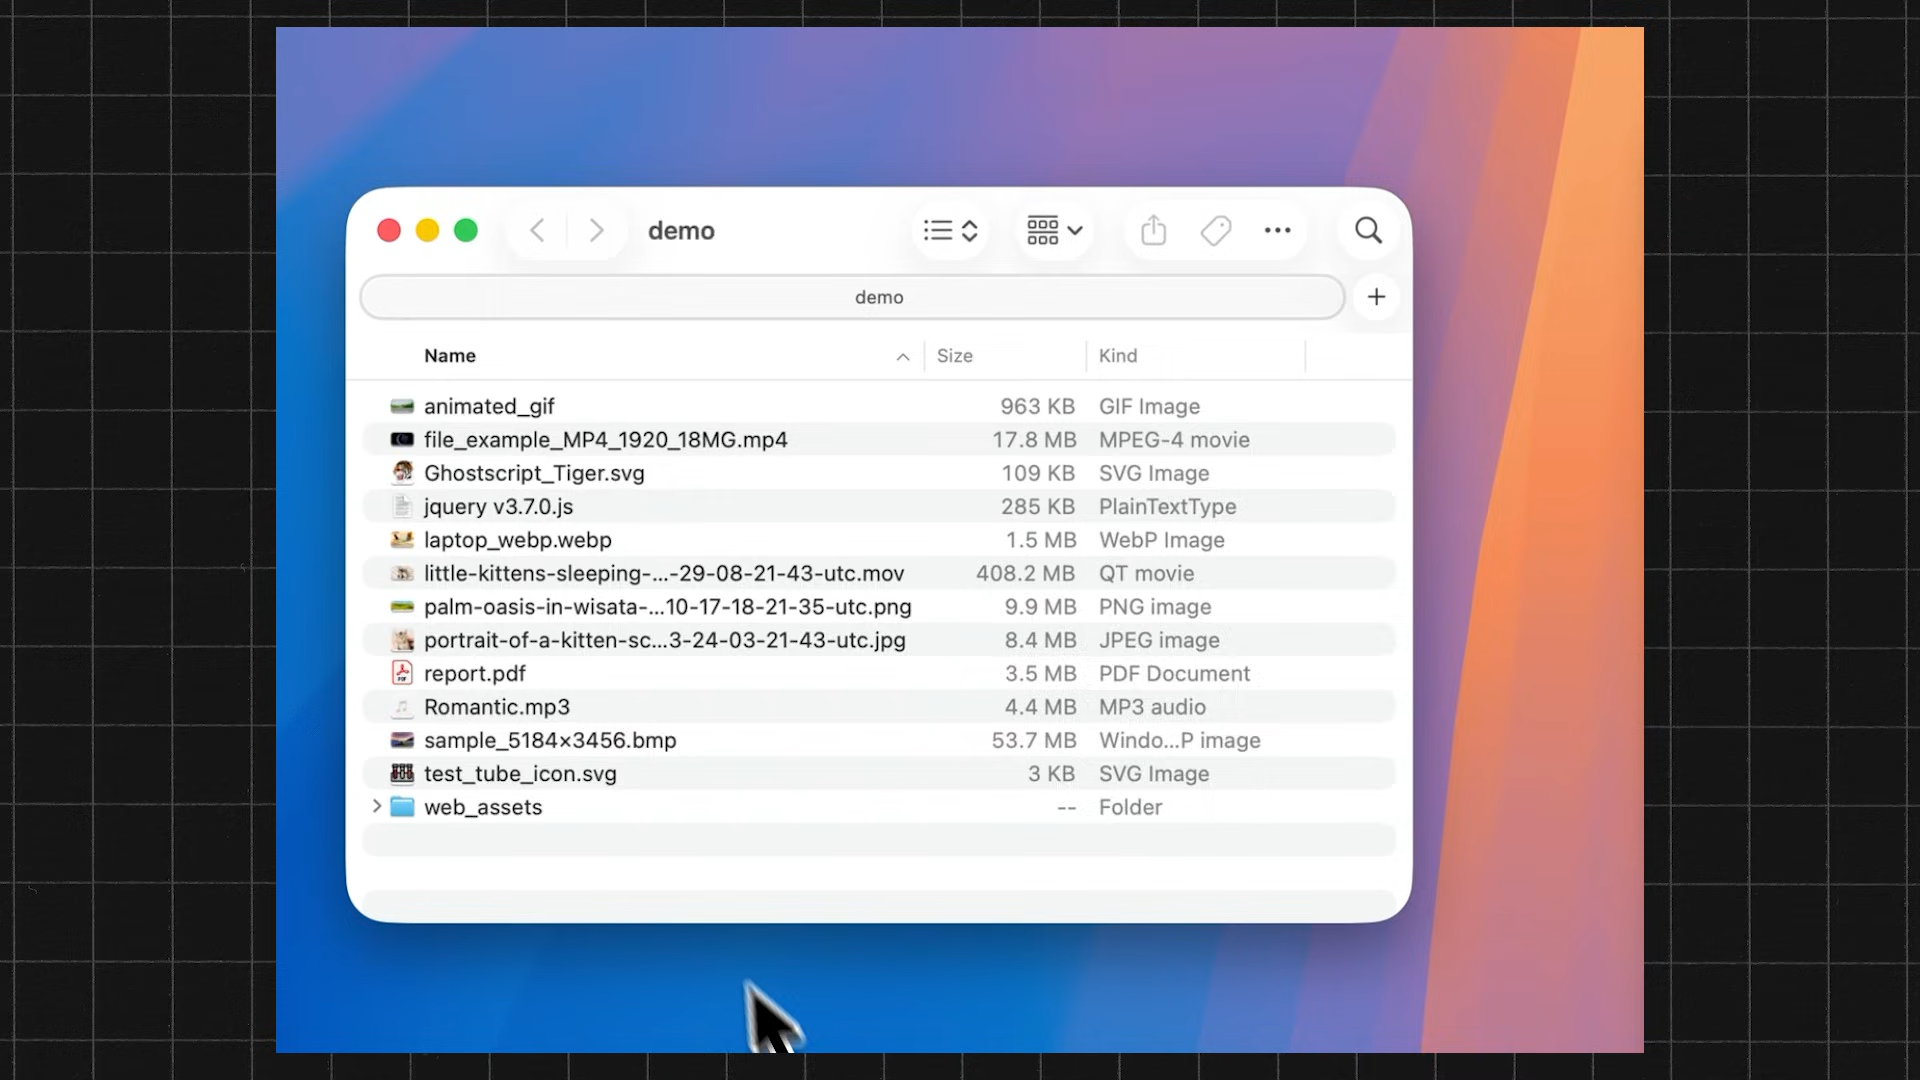 demo
demo
Name Size Kind
animated_gif 963 KB GIF Image
file_example_MP4_1920_18MG.mp4 17.8 MB MPEG-4 movie
Ghostscript_Tiger.svg 109 KB SVG Image
jquery v3.7.0.js 285 KB PlainTextType
laptop_webp.webp 1.5 MB WebP Image
little-kittens-sleeping-...-29-08-21-43-utc.mov 408.2 MB QT movie
palm-oasis-in-wisata-...10-17-18-21-35-utc.png 9.9 MB PNG image
portrait-of-a-kitten-sc...3-24-03-21-43-utc.jpg 8.4 MB JPEG image
report.pdf 3.5 MB PDF Document
Romantic.mp3 4.4 MB MP3 audio
sample_5184×3456.bmp 53.7 MB Windo...P image
test_tube_icon.svg 3 KB SVG Image
web_assets -- Folder